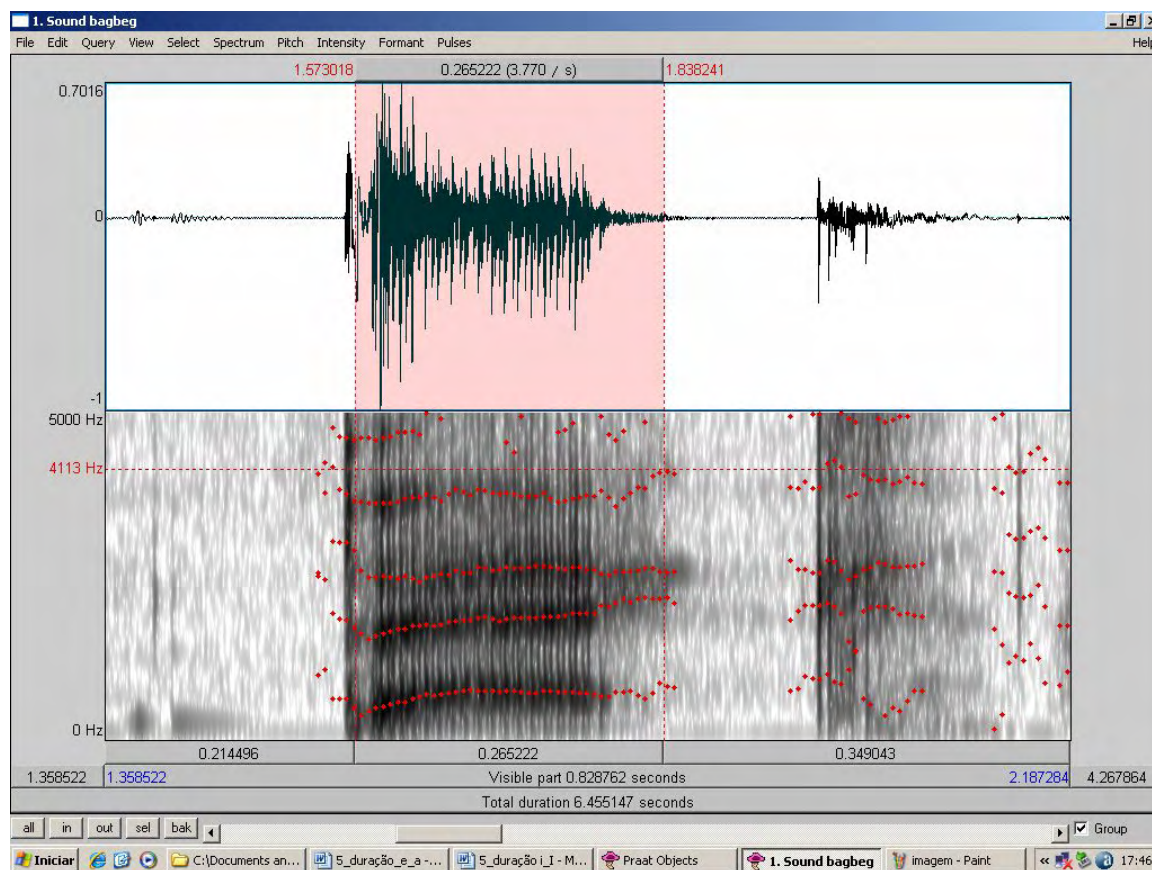 1. Sound bagbeg
File Edit Query View Select Spectrum Pitch Intensity Formant Pulses Help
1.573018 0.265222 (3.770 / s) 1.838241
0.7016
0
-1
5000 Hz
4113 Hz
0 Hz
0.214496 0.265222 0.349043
1.358522 1.358522 Visible part 0.828762 seconds 2.187284 4.267864
Total duration 6.455147 seconds
all in out sel bak Group
Iniciar C:\Documents an... 5_duração_e_a -... 5_duração i_I - M... Praat Objects 1. Sound bagbeg imagem - Paint « 17:46